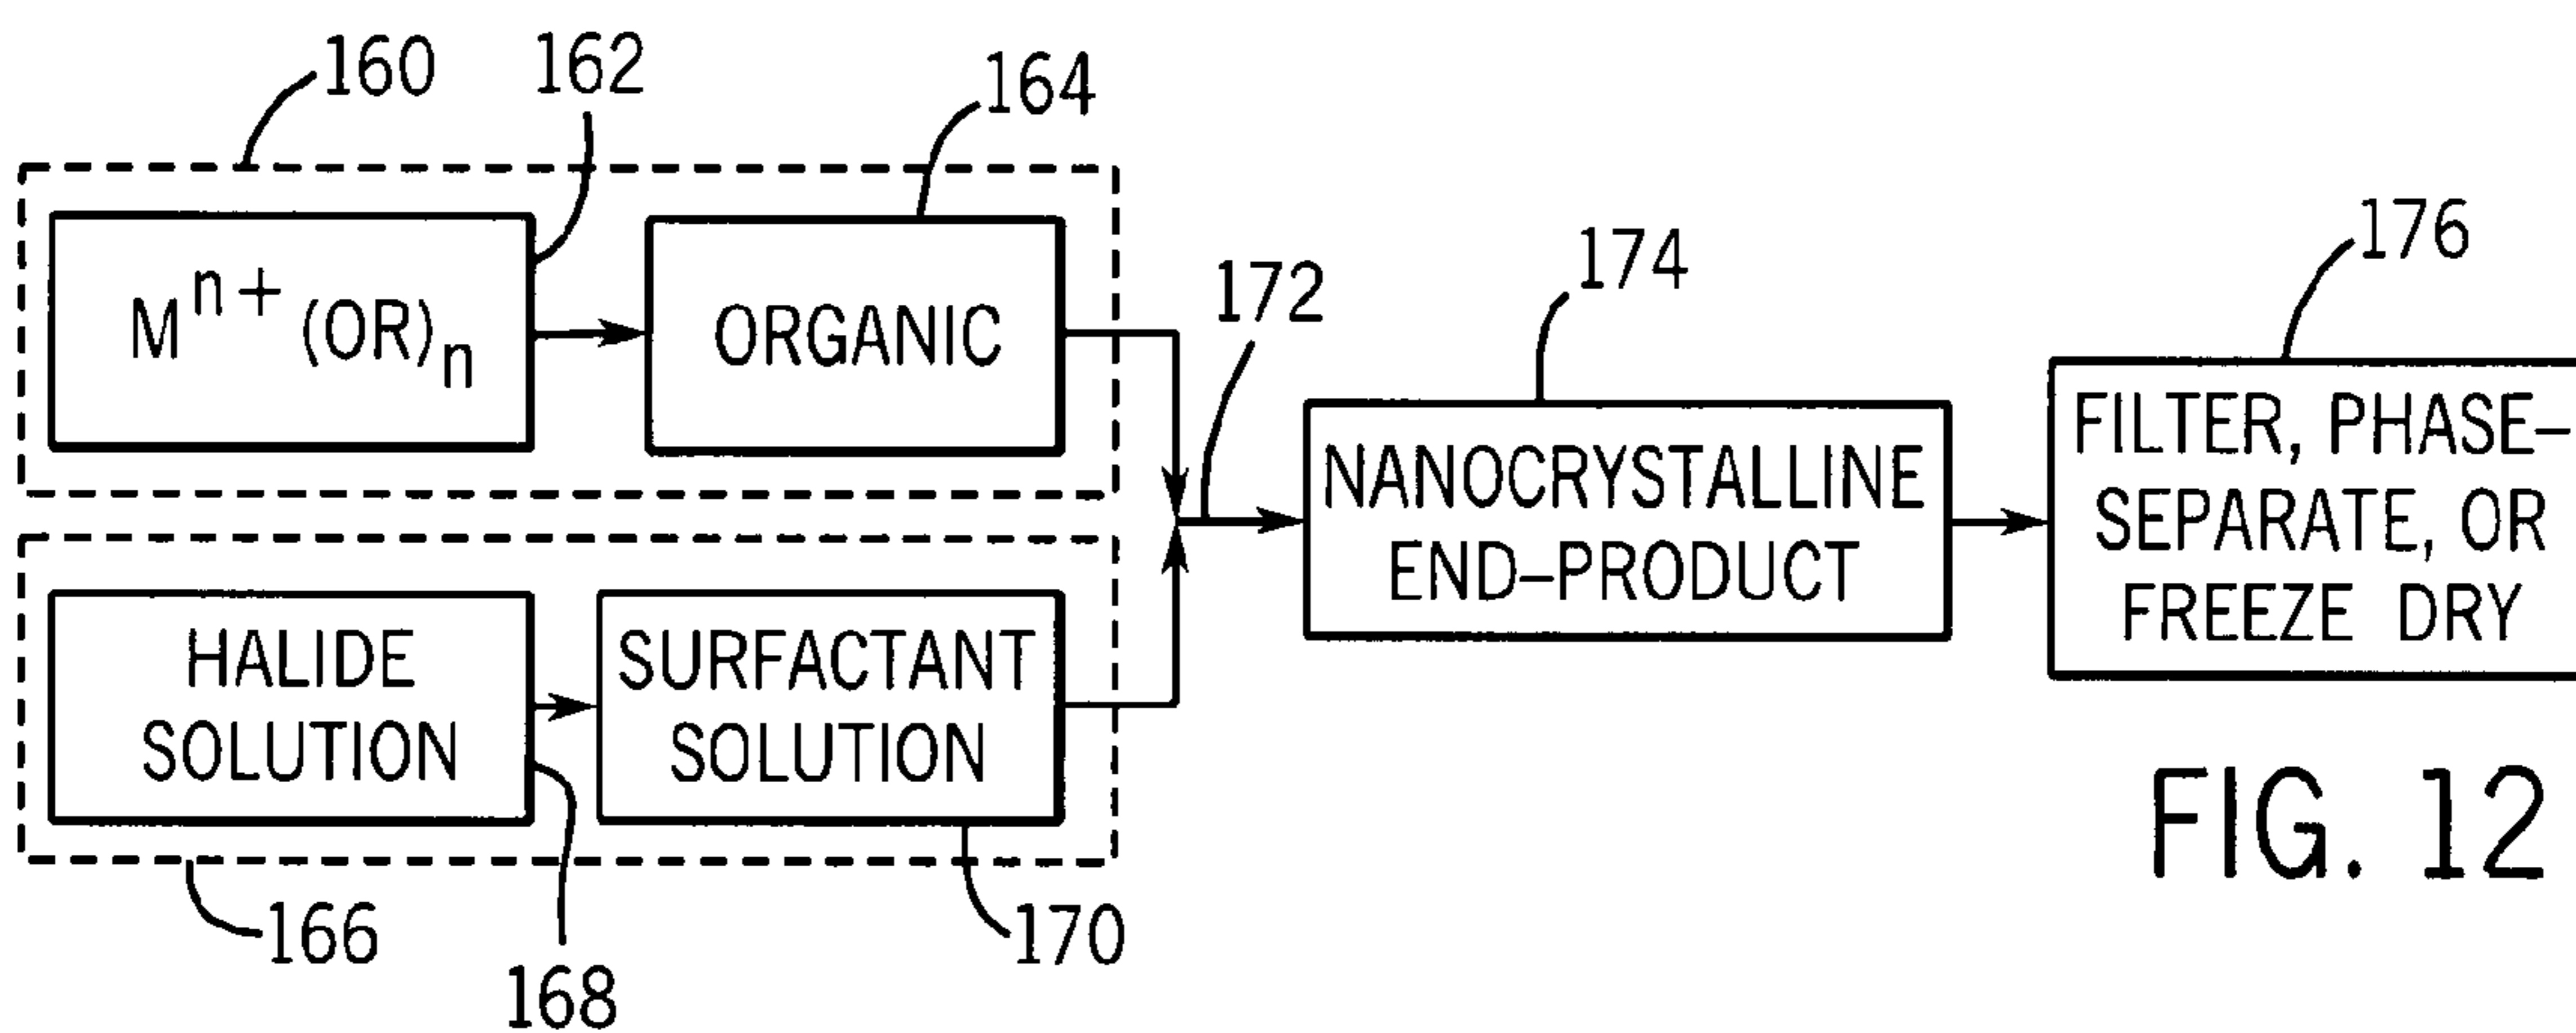 160
162
164
M^n+ (OR)_n
ORGANIC
172
174
176
NANOCRYSTALLINE
END-PRODUCT
FILTER, PHASE-
SEPARATE, OR
FREEZE DRY
HALIDE
SOLUTION
SURFACTANT
SOLUTION
166
168
170
FIG. 12